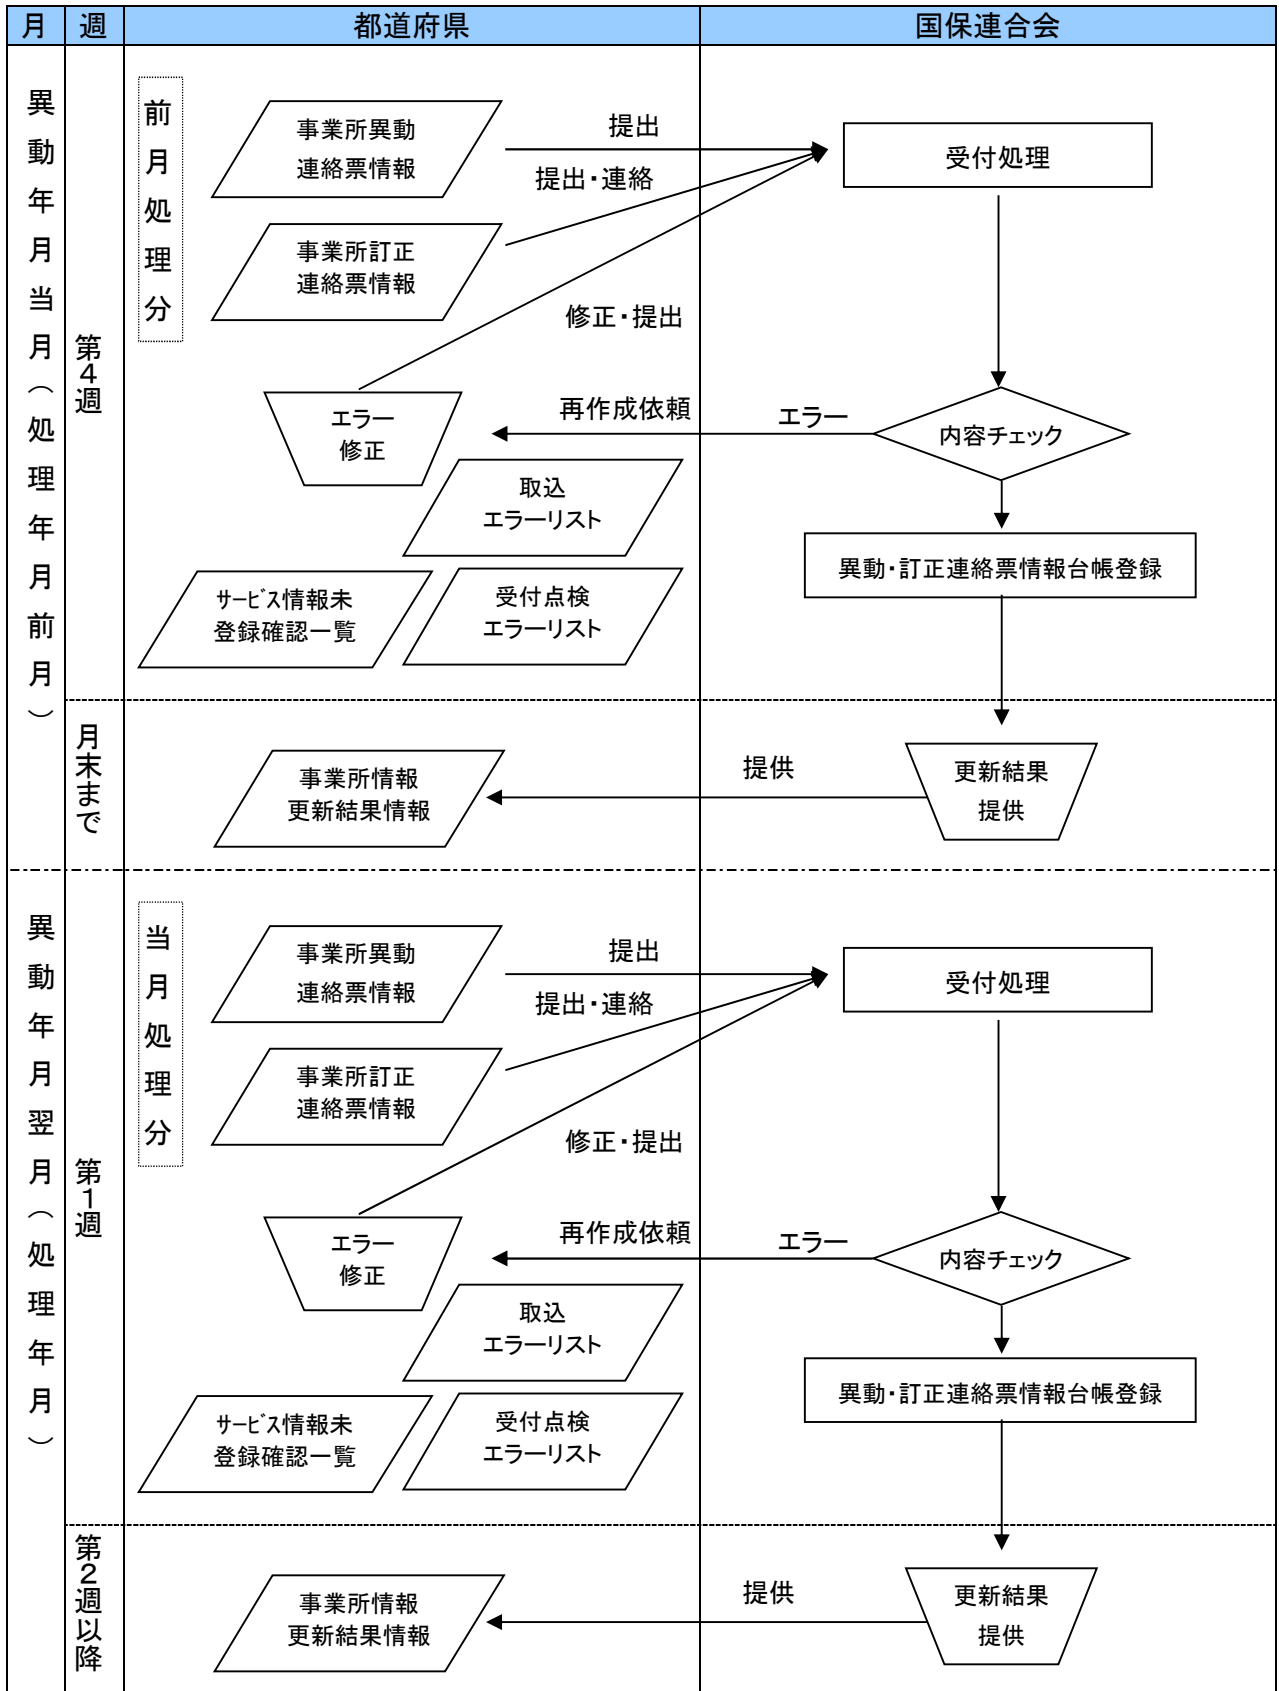 月 週 都道府県 国保連合会
異動年月当月(処理年月前月)
第4週
前月処理分
事業所異動
連絡票情報
提出
受付処理
提出・連絡
事業所訂正
連絡票情報
修正・提出
エラー
修正
再作成依頼
エラー
内容チェック
取込
エラーリスト
異動・訂正連絡票情報台帳登録
サービス情報未
登録確認一覧
受付点検
エラーリスト
月末まで
事業所情報
更新結果情報
提供
更新結果
提供
異動年月翌月(処理年月)
第1週
当月処理分
事業所異動
連絡票情報
提出
受付処理
提出・連絡
事業所訂正
連絡票情報
修正・提出
エラー
修正
再作成依頼
エラー
内容チェック
取込
エラーリスト
異動・訂正連絡票情報台帳登録
サービス情報未
登録確認一覧
受付点検
エラーリスト
第2週以降
事業所情報
更新結果情報
提供
更新結果
提供